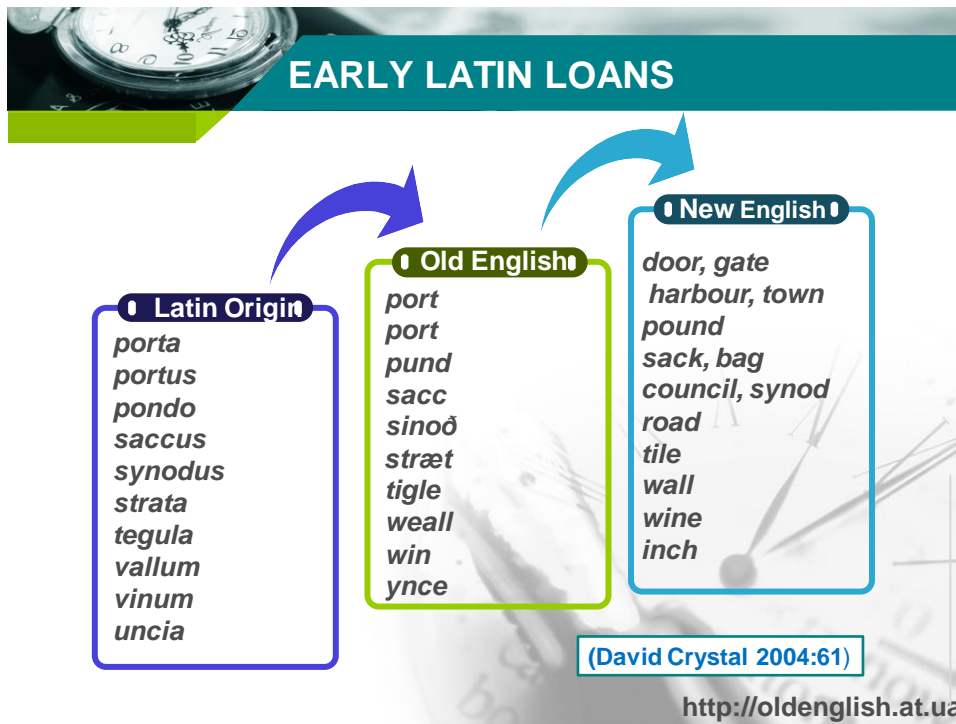 EARLY LATIN LOANS
Latin Origin
porta
portus
pondo
saccus
synodus
strata
tegula
vallum
vinum
uncia
Old English
port
port
pund
sacc
sinoð
stræt
tigle
weall
win
ynce
New English
door, gate
harbour, town
pound
sack, bag
council, synod
road
tile
wall
wine
inch
(David Crystal 2004:61)
http://oldenglish.at.ua